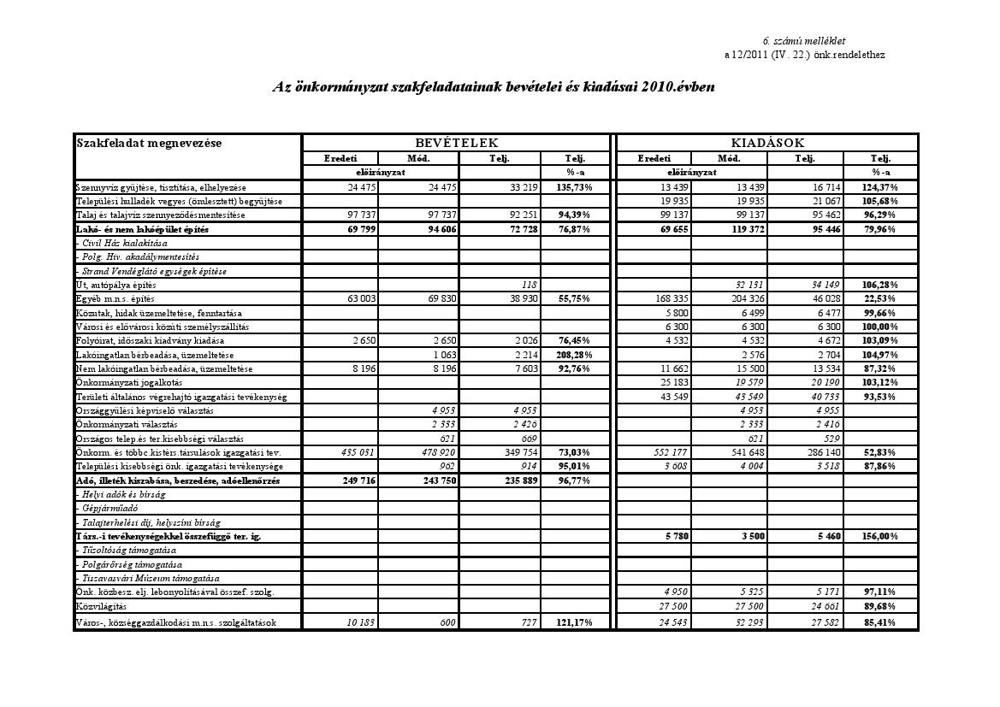 6. számú melléklet
a 12/2011 (IV. 22.) önk.rendelethez
Az önkormányzat szakfeladatainak bevételei és kiadásai 2010.évben
Szakfeladat megnevezése BEVÉTELEK KIADÁSOK
Eredeti Mód. Telj. Telj. Eredeti Mód. Telj. Telj.
előirányzat %-a előirányzat %-a
Szennyvíz gyűjtése, tisztítása, elhelyezése 24 475 24 475 33 219 135,73% 13 439 13 439 16 714 124,37%
Települési hulladék vegyes (ömlesztett) begyűjtése 19 935 19 935 21 067 105,68%
Talaj és talajvíz szennyeződésmentesítése 97 737 97 737 92 251 94,39% 99 137 99 137 95 462 96,29%
Lakó- és nem lakóépület építés 69 799 94 606 72 728 76,87% 69 655 119 372 95 446 79,96%
- Civil Ház kialakítása
- Polg. Hiv. akadálymentesítés
- Strand Vendéglátó egységek építése
Út, autópálya építés 118 32 131 34 149 106,28%
Egyéb m.n.s. építés 63 003 69 830 38 930 55,75% 168 335 204 326 46 028 22,53%
Közutak, hidak üzemeltetése, fenntartása 5 800 6 499 6 477 99,66%
Városi és elővárosi közúti személyszállítás 6 300 6 300 6 300 100,00%
Folyóirat, időszaki kiadvány kiadása 2 650 2 650 2 026 76,45% 4 532 4 532 4 672 103,09%
Lakóingatlan bérbeadása, üzemeltetése 1 063 2 214 208,28% 2 576 2 704 104,97%
Nem lakóingatlan bérbeadása, üzemeltetése 8 196 8 196 7 603 92,76% 11 662 15 500 13 534 87,32%
Önkormányzati jogalkotás 25 183 19 579 20 190 103,12%
Területi általános végrehajtó igazgatási tevékenység 43 549 43 549 40 733 93,53%
Országgyűlési képviselő választás 4 953 4 953 4 953 4 955
Önkormányzati választás 2 333 2 426 2 333 2 416
Országos telep.és ter.kisebbségi választás 621 669 621 529
Önkorm. és többc.kistérs.társulások igazgatási tev. 435 031 478 920 349 754 73,03% 552 177 541 648 286 140 52,83%
Települési kisebbségi önk. igazgatási tevékenysége 962 914 95,01% 3 608 4 004 3 518 87,86%
Adó, illeték kiszabása, beszedése, adóellenőrzés 249 716 243 750 235 889 96,77%
- Helyi adók és bírság
- Gépjárműadó
- Talajterhelési díj, helyszíni bírság
Társ.-i tevékenységekkel összefüggő ter. ig. 5 780 3 500 5 460 156,00%
- Tűzoltóság támogatása
- Polgárőrség támogatása
- Tiszavasvári Múzeum támogatása
Önk. közbesz. elj. lebonyolításával összef. szolg. 4 950 5 325 5 171 97,11%
Közvilágítás 27 500 27 500 24 661 89,68%
Város-, községgazdálkodási m.n.s. szolgáltatások 10 183 600 727 121,17% 24 543 32 293 27 582 85,41%